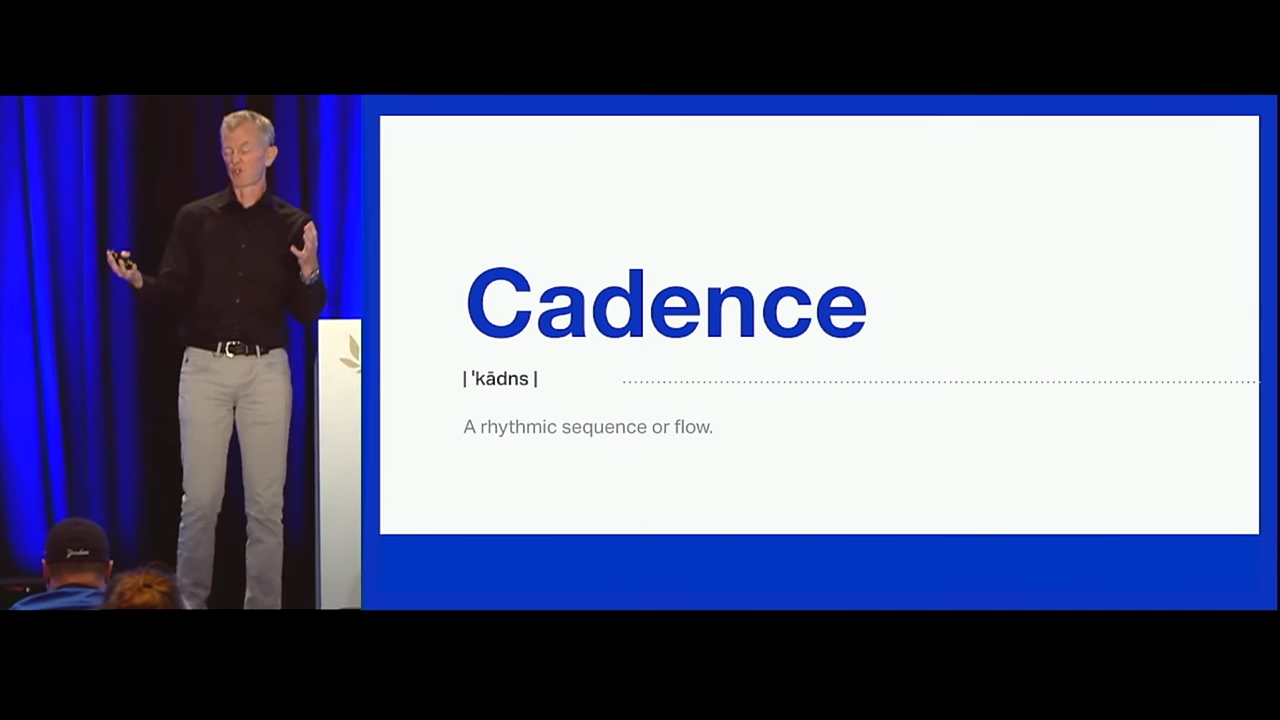 Cadence
| ˈkādns |
A rhythmic sequence or flow.